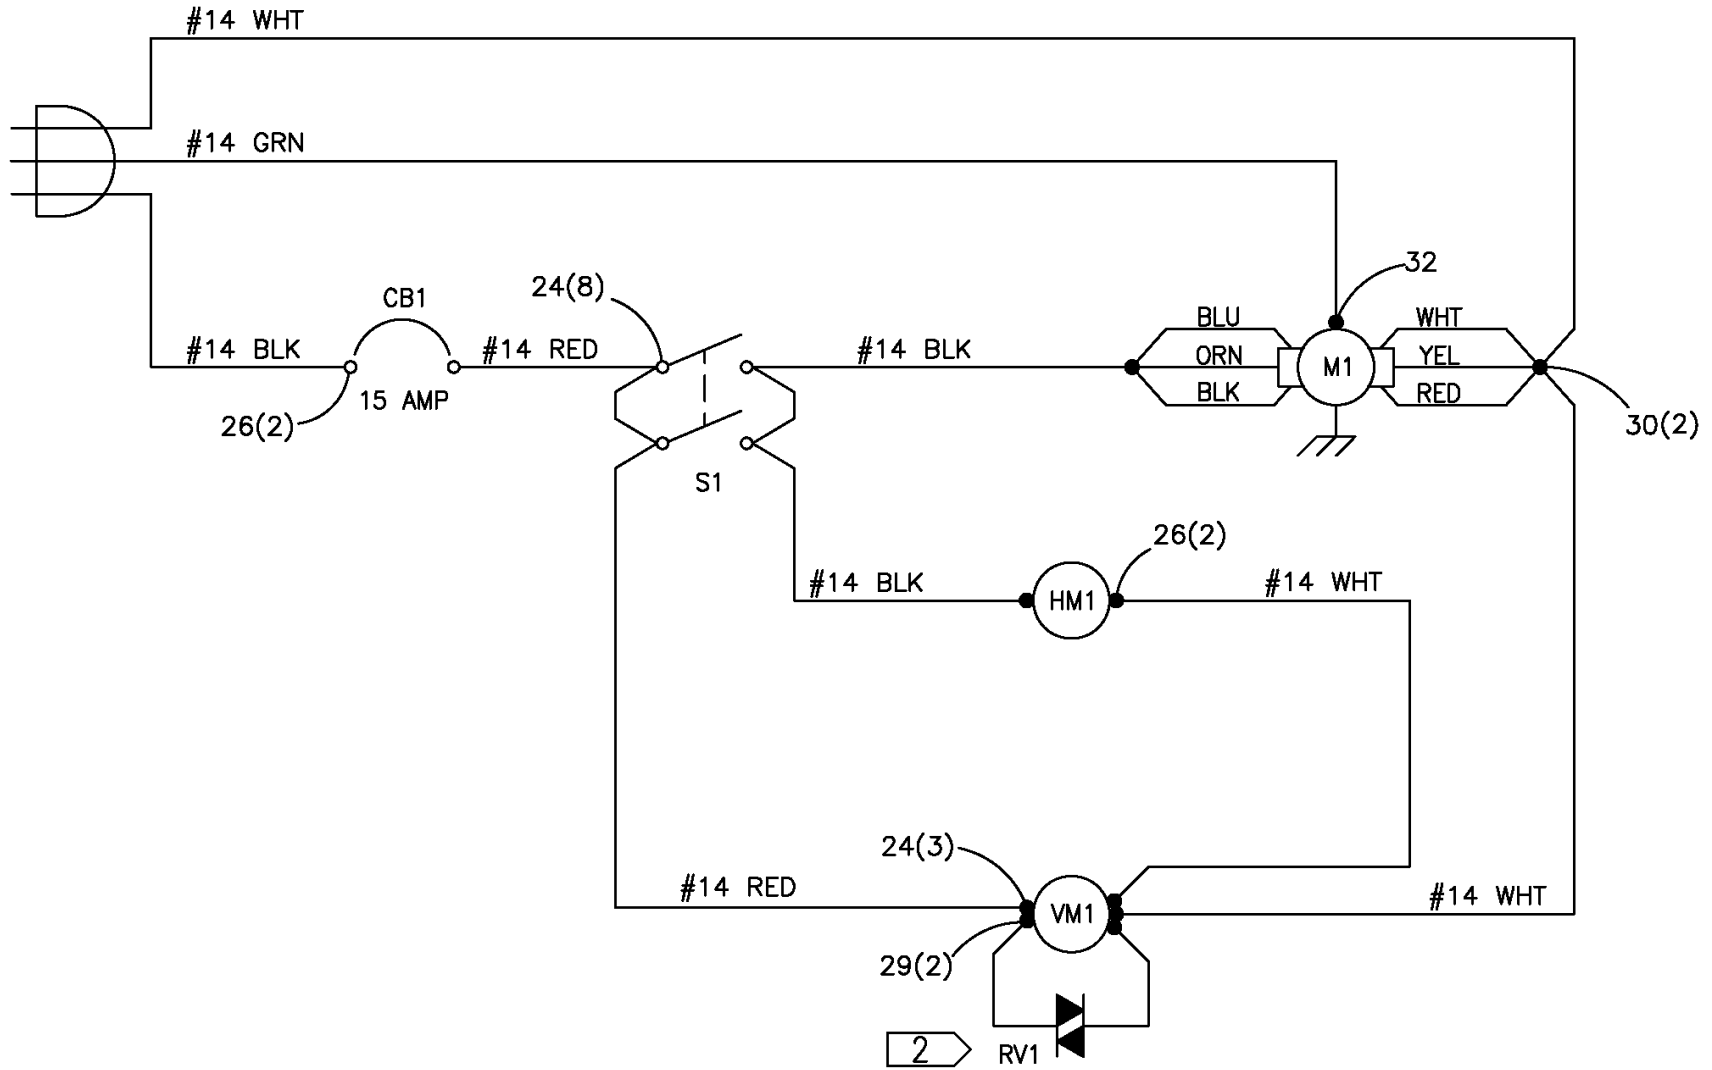 #14 WHT
#14 GRN
32
24(8)
CB1
BLU
WHT
#14 BLK
#14 RED
#14 BLK
ORN
M1
YEL
15 AMP
BLK
RED
26(2)
30(2)
S1
26(2)
#14 BLK
HM1
#14 WHT
24(3)
#14 RED
VM1
#14 WHT
29(2)
2
RV1